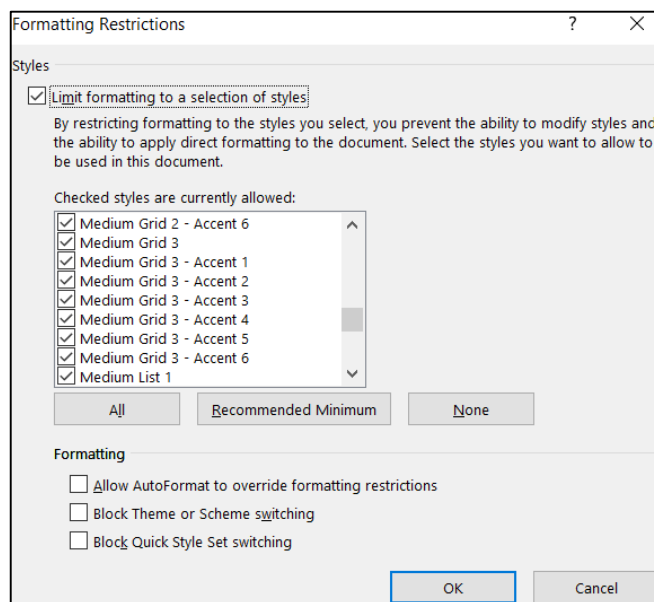 Formatting Restrictions ? ×
Styles
Limit formatting to a selection of styles
By restricting formatting to the styles you select, you prevent the ability to modify styles and
the ability to apply direct formatting to the document. Select the styles you want to allow to
be used in this document.
Checked styles are currently allowed:
Medium Grid 2 - Accent 6
Medium Grid 3
Medium Grid 3 - Accent 1
Medium Grid 3 - Accent 2
Medium Grid 3 - Accent 3
Medium Grid 3 - Accent 4
Medium Grid 3 - Accent 5
Medium Grid 3 - Accent 6
Medium List 1
All Recommended Minimum None
Formatting
Allow AutoFormat to override formatting restrictions
Block Theme or Scheme switching
Block Quick Style Set switching
OK Cancel